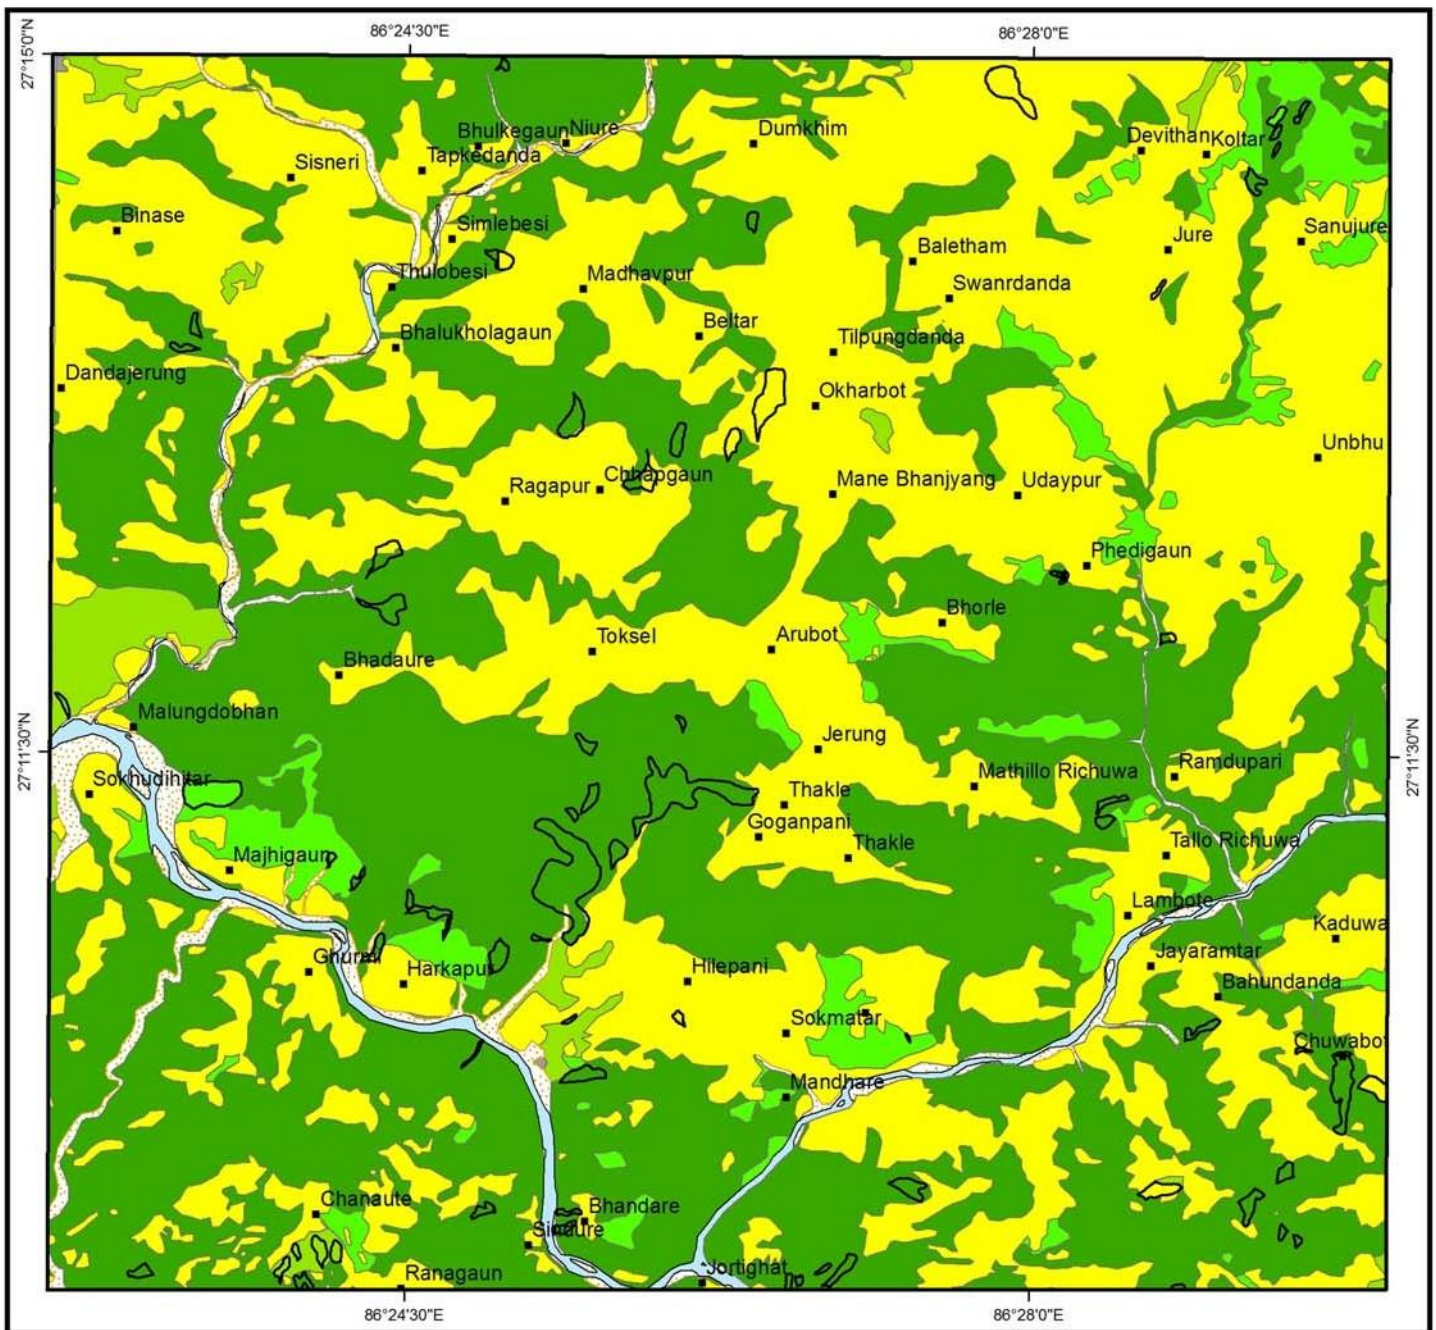 86°24'30"E
86°28'0"E
27°15'0"N
Bhulkegaun
Niure
Dumkhim
Devithan
Koltar
Sisneri
Tapkedanda
Binase
Simlebesi
Baletham
Jure
Sanujure
Thulobesi
Madhavpur
Swanrdanda
Bhalukholagaun
Beltar
Tilpungdanda
Dandajerung
Okharbot
Unbhu
Ragapur
Chhapgaun
Mane Bhanjyang
Udaypur
Phedigaun
Bhorle
Toksel
Arubot
Bhadaure
Malungdobhan
27°11'30"N
Jerung
27°11'30"N
Sokhudihitar
Mathillo Richuwa
Ramdupari
Thakle
Goganpani
Thakle
Tallo Richuwa
Majhigaun
Lambote
Kaduwa
Ghurmi
Harkapur
Hilepani
Jayaramtar
Bahundanda
Sokmatar
Chuwabot
Mandhare
Chanaute
Bhandare
Sindure
Ranagaun
Jortighat
86°24'30"E
86°28'0"E